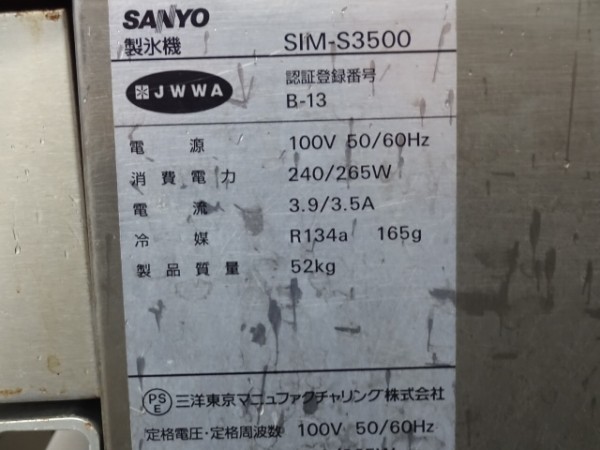 SANYO
製氷機 SIM-S3500
JWWA 認証登録番号
B-13
電源 100V 50/60Hz
消費電力 240/265W
電流 3.9/3.5A
冷媒 R134a 165g
製品質量 52kg
PSE 三洋東京マニュファクチャリング株式会社
定格電圧・定格周波数 100V 50/60Hz